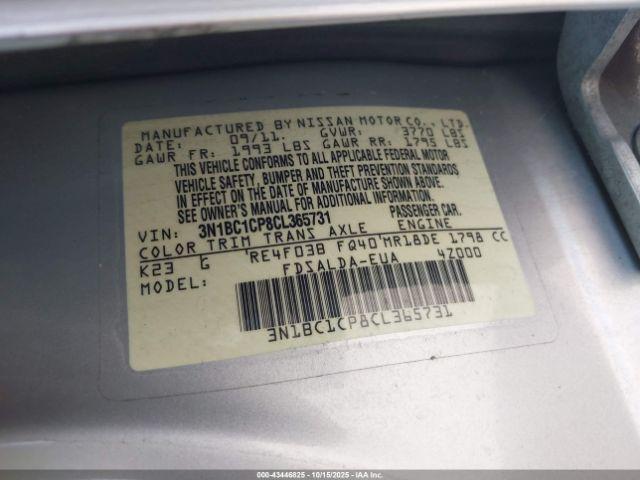 MANUFACTURED BY NISSAN MOTOR CO., LTD.
DATE: 09/11. GVWR: 3770 LBS
GAWR FR: 1993 LBS GAWR RR: 1795 LBS
THIS VEHICLE CONFORMS TO ALL APPLICABLE FEDERAL MOTOR
VEHICLE SAFETY, BUMPER AND THEFT PREVENTION STANDARDS
IN EFFECT ON THE DATE OF MANUFACTURE SHOWN ABOVE.
SEE OWNER'S MANUAL FOR ADDITIONAL INFORMATION.
VIN: 3N1BC1CP8CL365731 PASSENGER CAR.
COLOR TRIM TRANS AXLE ENGINE
K23 G RE4F03B FQ40 MR18DE 1798 CC
MODEL: FDSALDA-EUA 4Z000
3N1BC1CP8CL365731
000-43446825 | 10/15/2025 | IAAI.COM